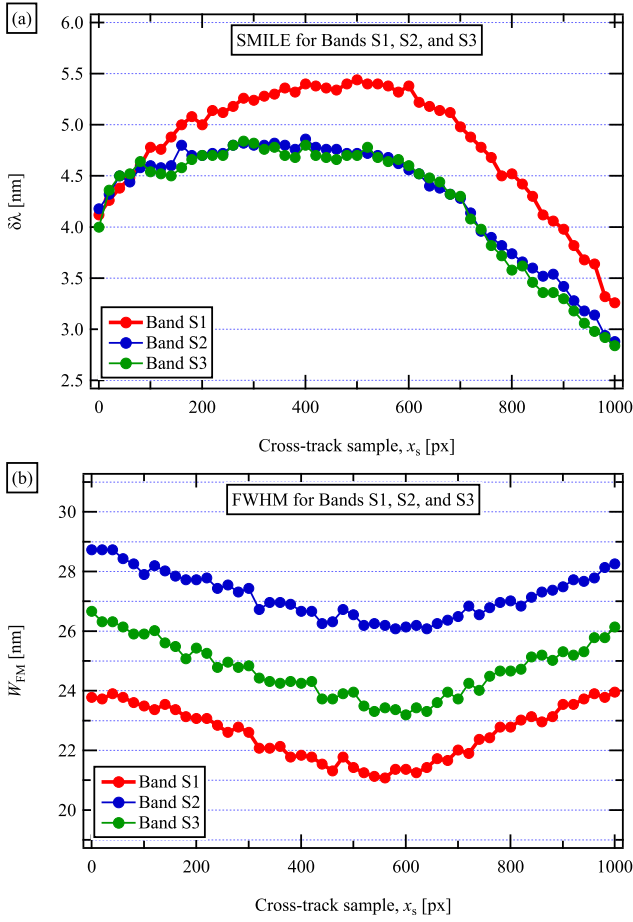 (a)
6.0
SMILE for Bands S1, S2, and S3
5.5
5.0
4.5
4.0
3.5
3.0
2.5
δλ [nm]
Band S1
Band S2
Band S3
0 200 400 600 800 1000
Cross-track sample, xs [px]
(b)
FWHM for Bands S1, S2, and S3
30
28
26
24
22
20
WFM [nm]
Band S1
Band S2
Band S3
0 200 400 600 800 1000
Cross-track sample, xs [px]